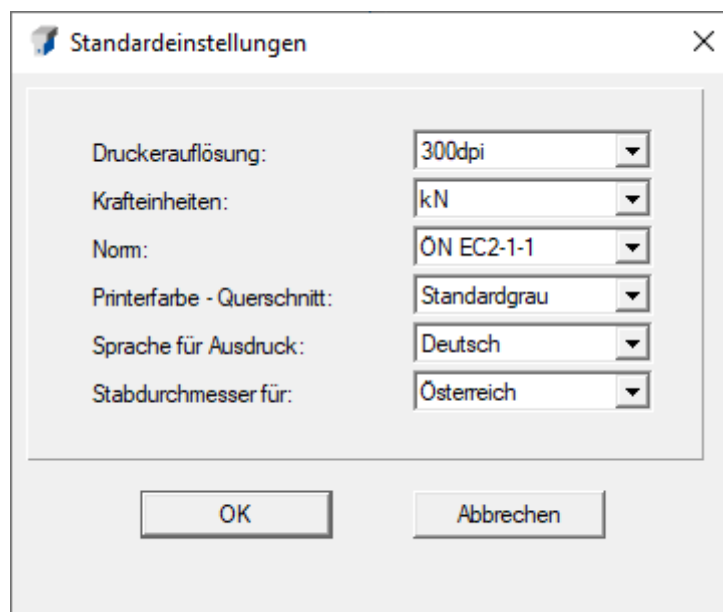 Standardeinstellungen
Druckerauflösung: 300dpi
Krafteinheiten: kN
Norm: ÖN EC2-1-1
Printerfarbe - Querschnitt: Standardgrau
Sprache für Ausdruck: Deutsch
Stabdurchmesser für: Österreich
OK Abbrechen